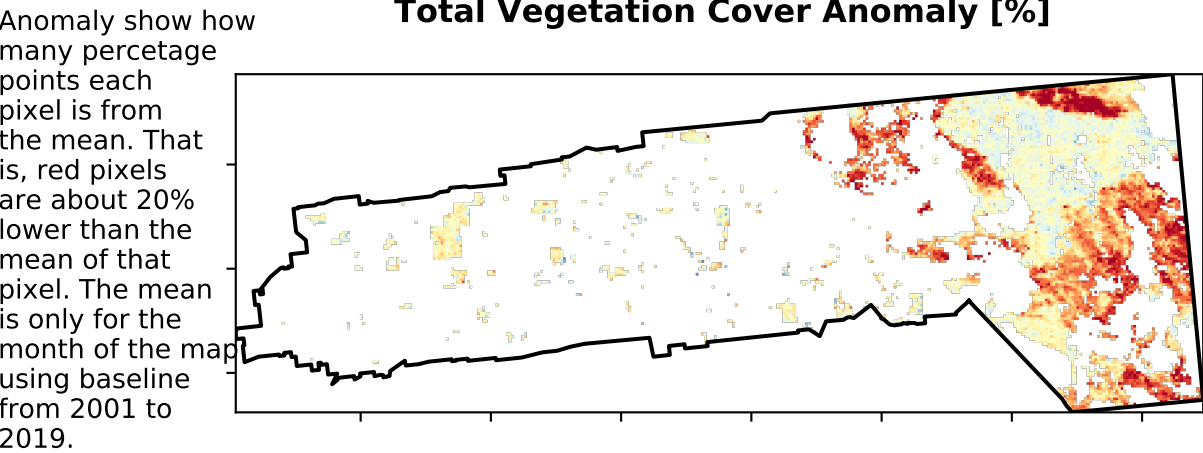 Total Vegetation Cover Anomaly [%]
Anomaly show how
many percetage
points each
pixel is from
the mean. That
is, red pixels
are about 20%
lower than the
mean of that
pixel. The mean
is only for the
month of the map
using baseline
from 2001 to
2019.